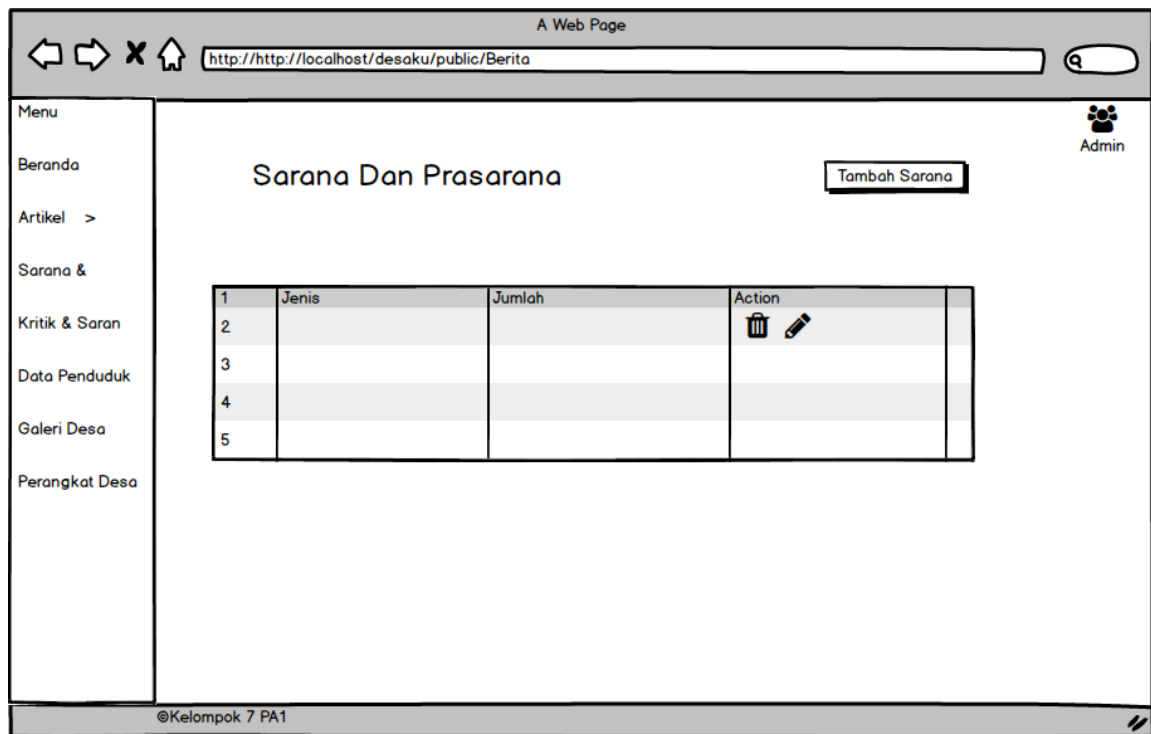 A Web Page
http://http://localhost/desaku/public/Berita
Menu
Admin
Beranda
Sarana Dan Prasarana
Tambah Sarana
Artikel >
Sarana &
Kritik & Saran
Data Penduduk
Galeri Desa
Perangkat Desa
1 Jenis Jumlah Action
2
3
4
5
©Kelompok 7 PA1